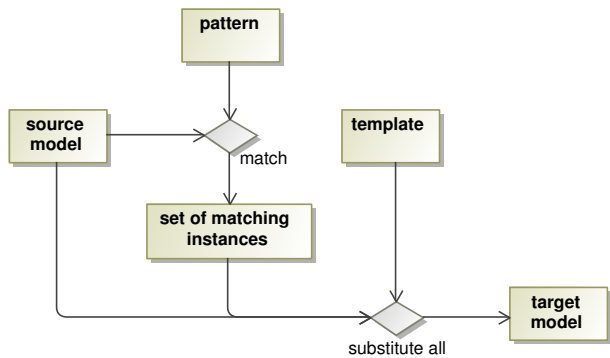 pattern
source
model
template
match
set of matching
instances
target
model
substitute all